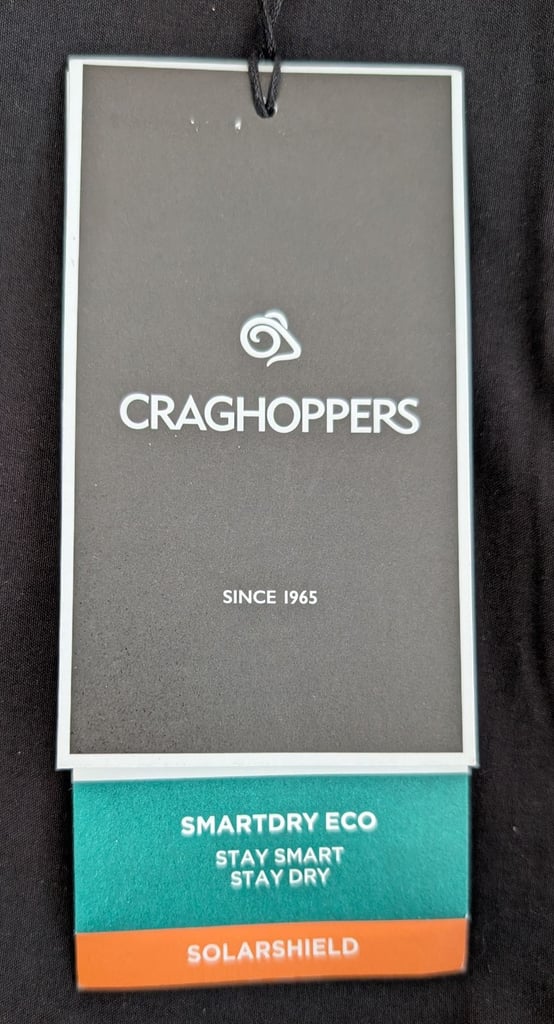 CRAGHOPPERS
SINCE 1965
SMARTDRY ECO
STAY SMART
STAY DRY
SOLARSHIELD